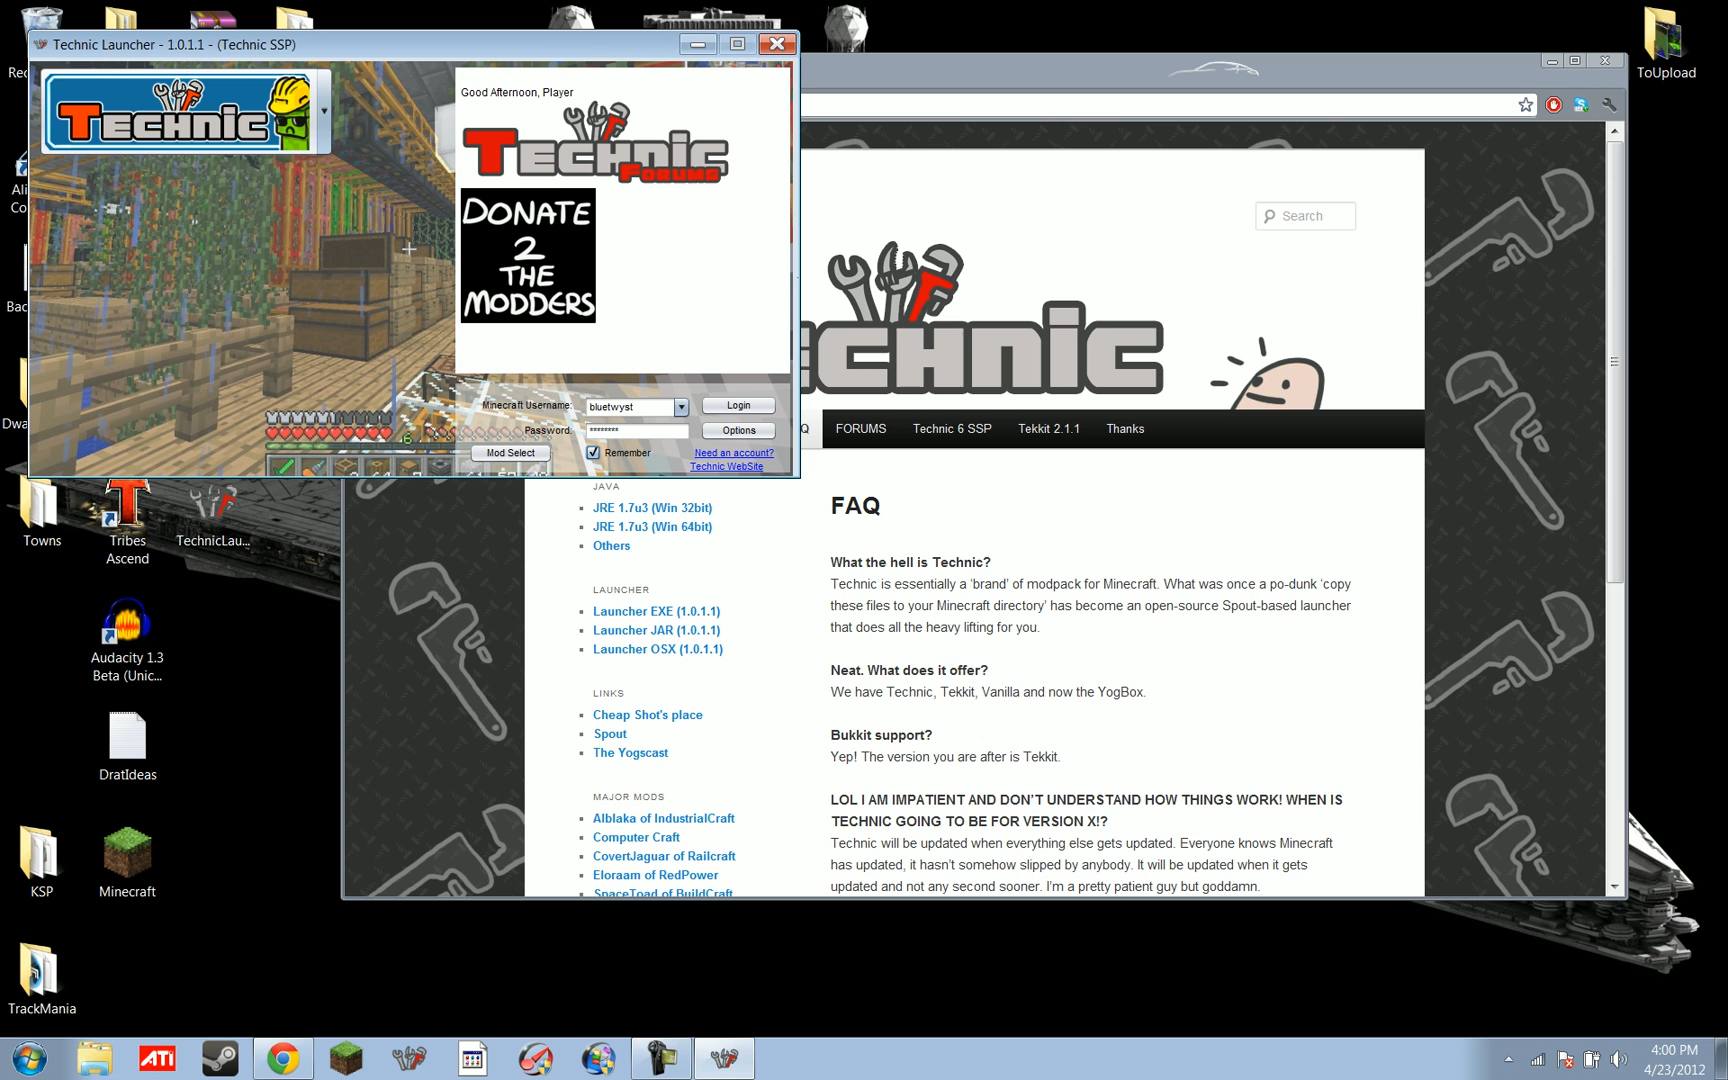 Technic Launcher - 1.0.1.1 - (Technic SSP)
ToUpload
TECHNIC
Good Afternoon, Player
TECHNIC
FORUMS
DONATE
2
THE
MODDERS
Minecraft Username:
bluetwyst
Login
Password:
********
Options
Mod Select
Remember
Need an account?
Technic WebSite
Search
FORUMS
Technic 6 SSP
Tekkit 2.1.1
Thanks
JAVA
JRE 1.7u3 (Win 32bit)
JRE 1.7u3 (Win 64bit)
Others
LAUNCHER
Launcher EXE (1.0.1.1)
Launcher JAR (1.0.1.1)
Launcher OSX (1.0.1.1)
LINKS
Cheap Shot's place
Spout
The Yogscast
MAJOR MODS
Alblaka of IndustrialCraft
Computer Craft
CovertJaguar of Railcraft
Eloraam of RedPower
SpaceToad of BuildCraft
FAQ
What the hell is Technic?
Technic is essentially a ‘brand’ of modpack for Minecraft. What was once a po-dunk ‘copy
these files to your Minecraft directory’ has become an open-source Spout-based launcher
that does all the heavy lifting for you.
Neat. What does it offer?
We have Technic, Tekkit, Vanilla and now the YogBox.
Bukkit support?
Yep! The version you are after is Tekkit.
LOL I AM IMPATIENT AND DON’T UNDERSTAND HOW THINGS WORK! WHEN IS
TECHNIC GOING TO BE FOR VERSION X!?
Technic will be updated when everything else gets updated. Everyone knows Minecraft
has updated, it hasn’t somehow slipped by anybody. It will be updated when it gets
updated and not any second sooner. I’m a pretty patient guy but goddamn.
Towns
Tribes
Ascend
TechnicLau...
Audacity 1.3
Beta (Unic...
DratIdeas
KSP
Minecraft
TrackMania
ATI
4:00 PM
4/23/2012